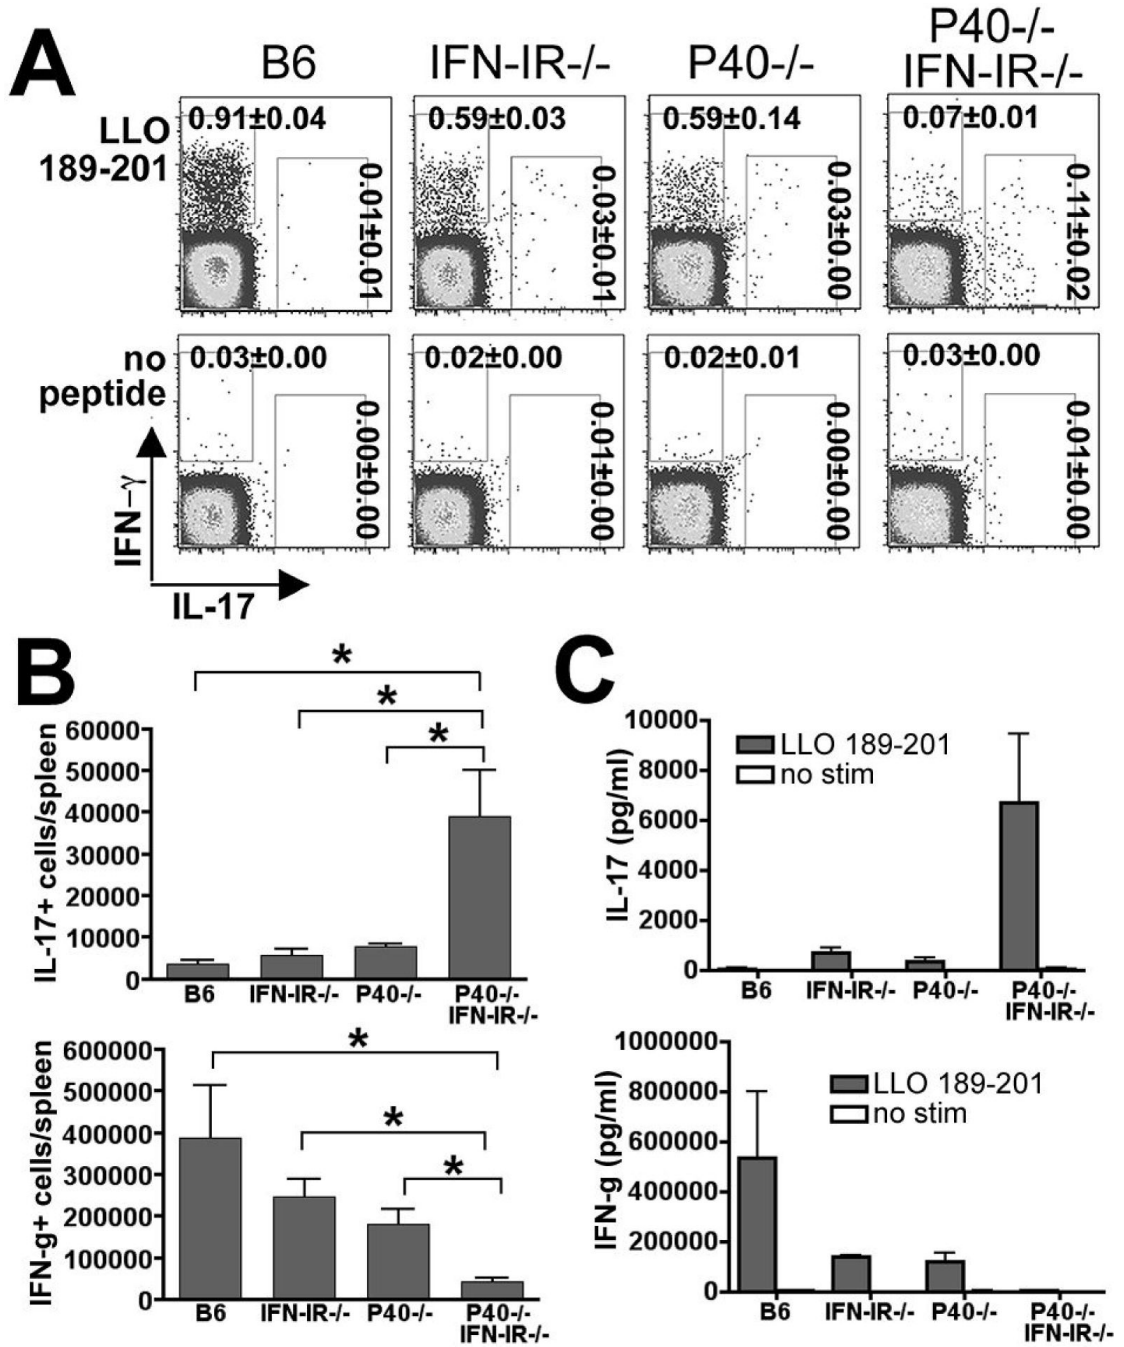 A
B6
IFN-IR-/-
P40-/-
P40-/-
IFN-IR-/-
LLO
189-201
0.91±0.04
0.01±0.01
0.59±0.03
0.03±0.01
0.59±0.14
0.03±0.00
0.07±0.01
0.11±0.02
no
peptide
0.03±0.00
0.00±0.00
0.02±0.00
0.01±0.00
0.02±0.01
0.00±0.00
0.03±0.00
0.01±0.00
IFN-γ
IL-17
B
*
*
*
IL-17+ cells/spleen
60000
50000
40000
30000
20000
10000
0
B6
IFN-IR-/-
P40-/-
P40-/-
IFN-IR-/-
*
*
*
IFN-g+ cells/spleen
600000
500000
400000
300000
200000
100000
0
B6
IFN-IR-/-
P40-/-
P40-/-
IFN-IR-/-
C
LLO 189-201
no stim
IL-17 (pg/ml)
10000
8000
6000
4000
2000
0
B6
IFN-IR-/-
P40-/-
P40-/-
IFN-IR-/-
LLO 189-201
no stim
IFN-g (pg/ml)
1000000
800000
600000
400000
200000
0
B6
IFN-IR-/-
P40-/-
P40-/-
IFN-IR-/-